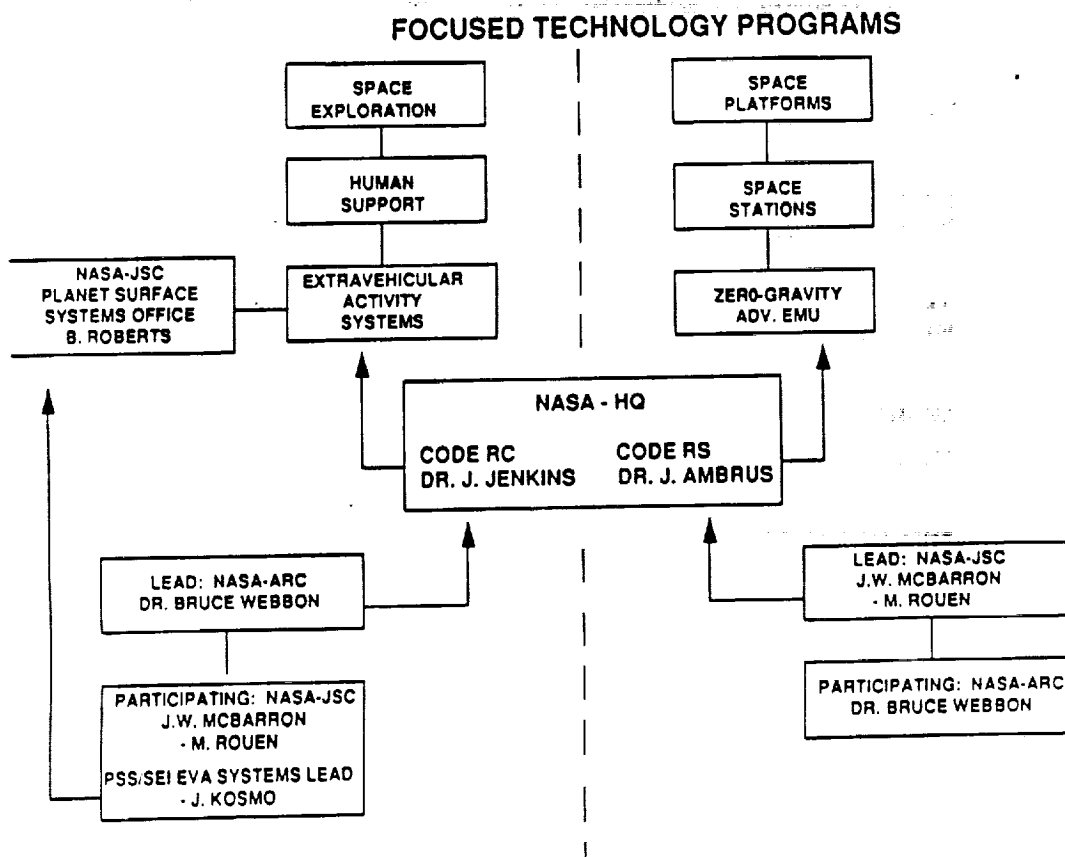 FOCUSED TECHNOLOGY PROGRAMS
SPACE
EXPLORATION
HUMAN
SUPPORT
EXTRAVEHICULAR
ACTIVITY
SYSTEMS
NASA-JSC
PLANET SURFACE
SYSTEMS OFFICE
B. ROBERTS
SPACE
PLATFORMS
SPACE
STATIONS
ZER0-GRAVITY
ADV. EMU
NASA - HQ
CODE RC
DR. J. JENKINS
CODE RS
DR. J. AMBRUS
LEAD: NASA-ARC
DR. BRUCE WEBBON
PARTICIPATING: NASA-JSC
J.W. MCBARRON
- M. ROUEN
PSS/SEI EVA SYSTEMS LEAD
- J. KOSMO
LEAD: NASA-JSC
J.W. MCBARRON
- M. ROUEN
PARTICIPATING: NASA-ARC
DR. BRUCE WEBBON